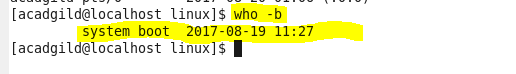 [acadgild@localhost linux]$ who -b
         system boot  2017-08-19 11:27
[acadgild@localhost linux]$